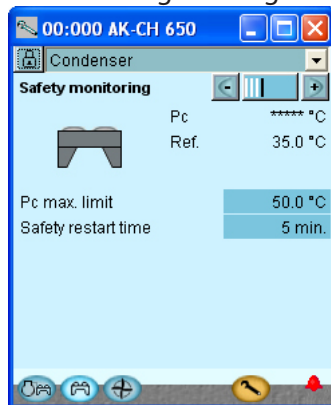 00:000 AK-CH 650
Condenser
Safety monitoring
Pc ***** °C
Ref. 35.0 °C
Pc max. limit 50.0 °C
Safety restart time 5 min.